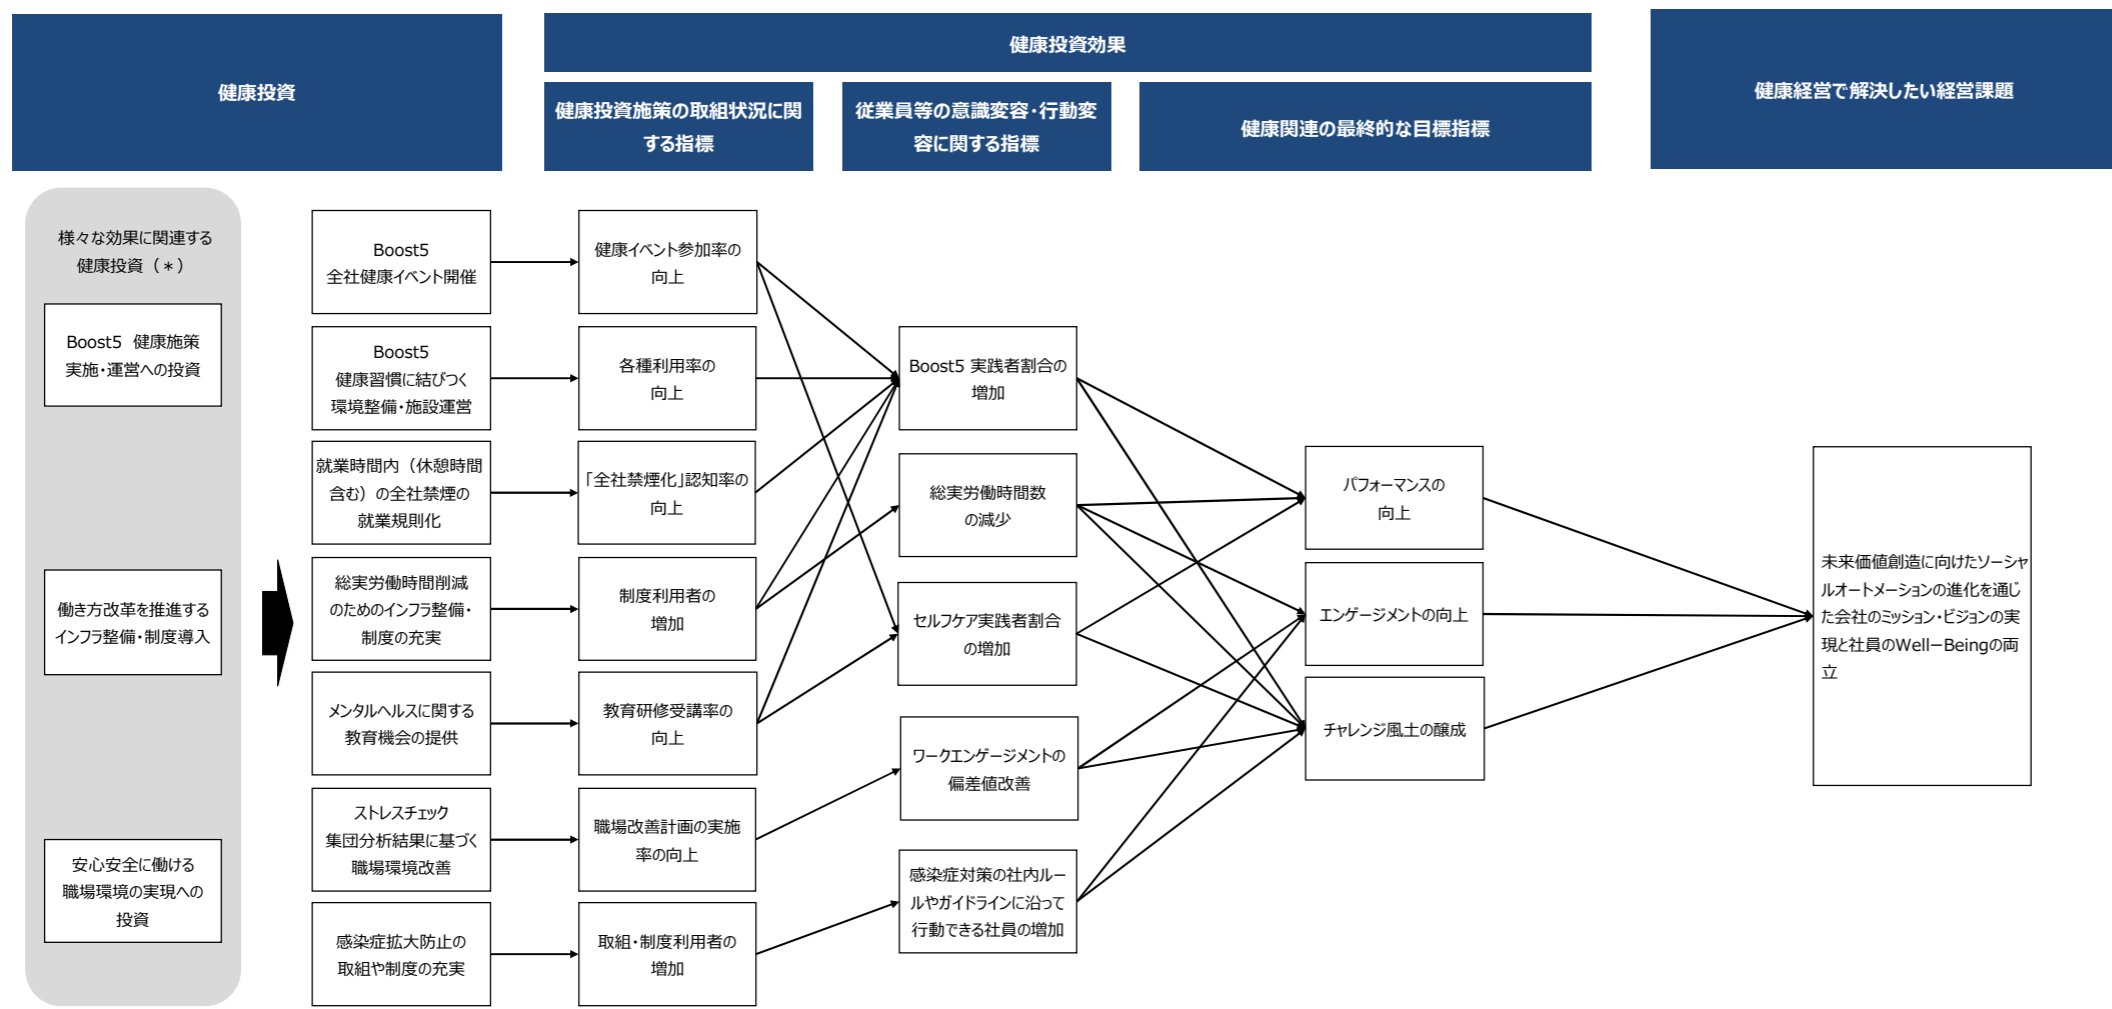 健康投資
健康投資効果
健康投資施策の取組状況に関
する指標
従業員等の意識変容・行動変
容に関する指標
健康関連の最終的な目標指標
健康経営で解決したい経営課題
様々な効果に関連する
健康投資（＊）
Boost5 健康施策
実施・運営への投資
働き方改革を推進する
インフラ整備・制度導入
安心安全に働ける
職場環境の実現への
投資
Boost5
全社健康イベント開催
Boost5
健康習慣に結びつく
環境整備・施設運営
就業時間内（休憩時間
含む）の全社禁煙の
就業規則化
総実労働時間削減
のためのインフラ整備・
制度の充実
メンタルヘルスに関する
教育機会の提供
ストレスチェック
集団分析結果に基づく
職場環境改善
感染症拡大防止の
取組や制度の充実
健康イベント参加率の
向上
各種利用率の
向上
「全社禁煙化」認知率の
向上
制度利用者の
増加
教育研修受講率の
向上
職場改善計画の実施
率の向上
取組・制度利用者の
増加
Boost5 実践者割合の
増加
総実労働時間数
の減少
セルフケア実践者割合
の増加
ワークエンゲージメントの
偏差値改善
感染症対策の社内ルー
ルやガイドラインに沿って
行動できる社員の増加
パフォーマンスの
向上
エンゲージメントの向上
チャレンジ風土の醸成
未来価値創造に向けたソーシャ
ルオートメーションの進化を通じ
た会社のミッション・ビジョンの実
現と社員のWell－Beingの両
立